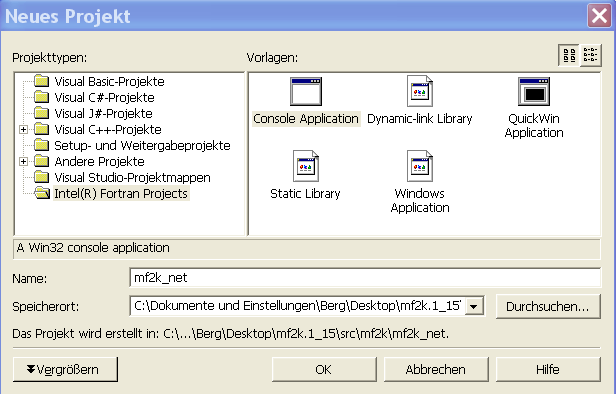 Neues Projekt
Projekttypen:
Vorlagen:
Visual Basic-Projekte
Visual C#-Projekte
Visual J#-Projekte
Visual C++-Projekte
Setup- und Weitergabeprojekte
Andere Projekte
Visual Studio-Projektmappen
Intel(R) Fortran Projects
Console Application
Dynamic-link Library
QuickWin
Application
Static Library
Windows
Application
A Win32 console application
Name:
mf2k_net
Speicherort:
C:\Dokumente und Einstellungen\Berg\Desktop\mf2k.1_15\
Durchsuchen...
Das Projekt wird erstellt in: C:\...\Berg\Desktop\mf2k.1_15\src\mf2k\mf2k_net.
Vergrößern
OK
Abbrechen
Hilfe